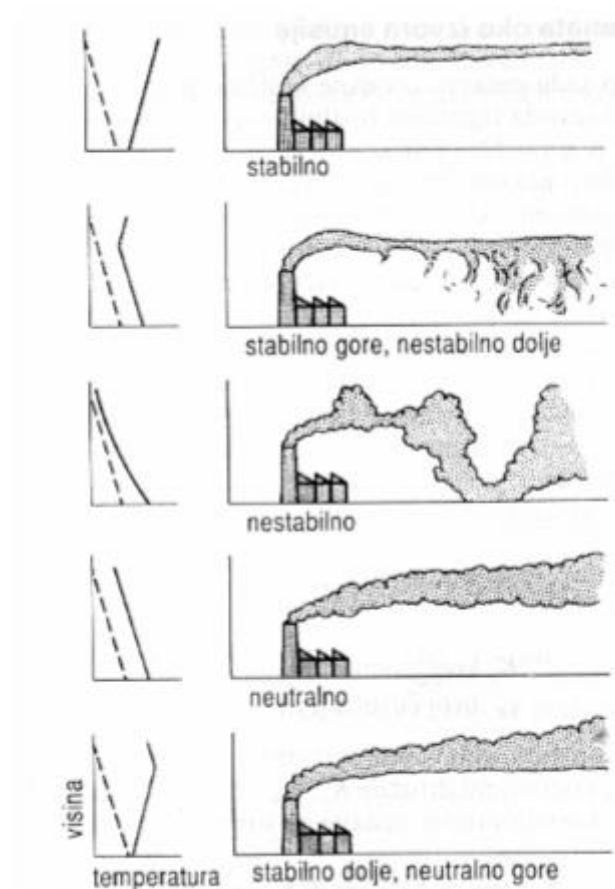 stabilno
stabilno gore, nestabilno dolje
nestabilno
neutralno
visina
temperatura
stabilno dolje, neutralno gore